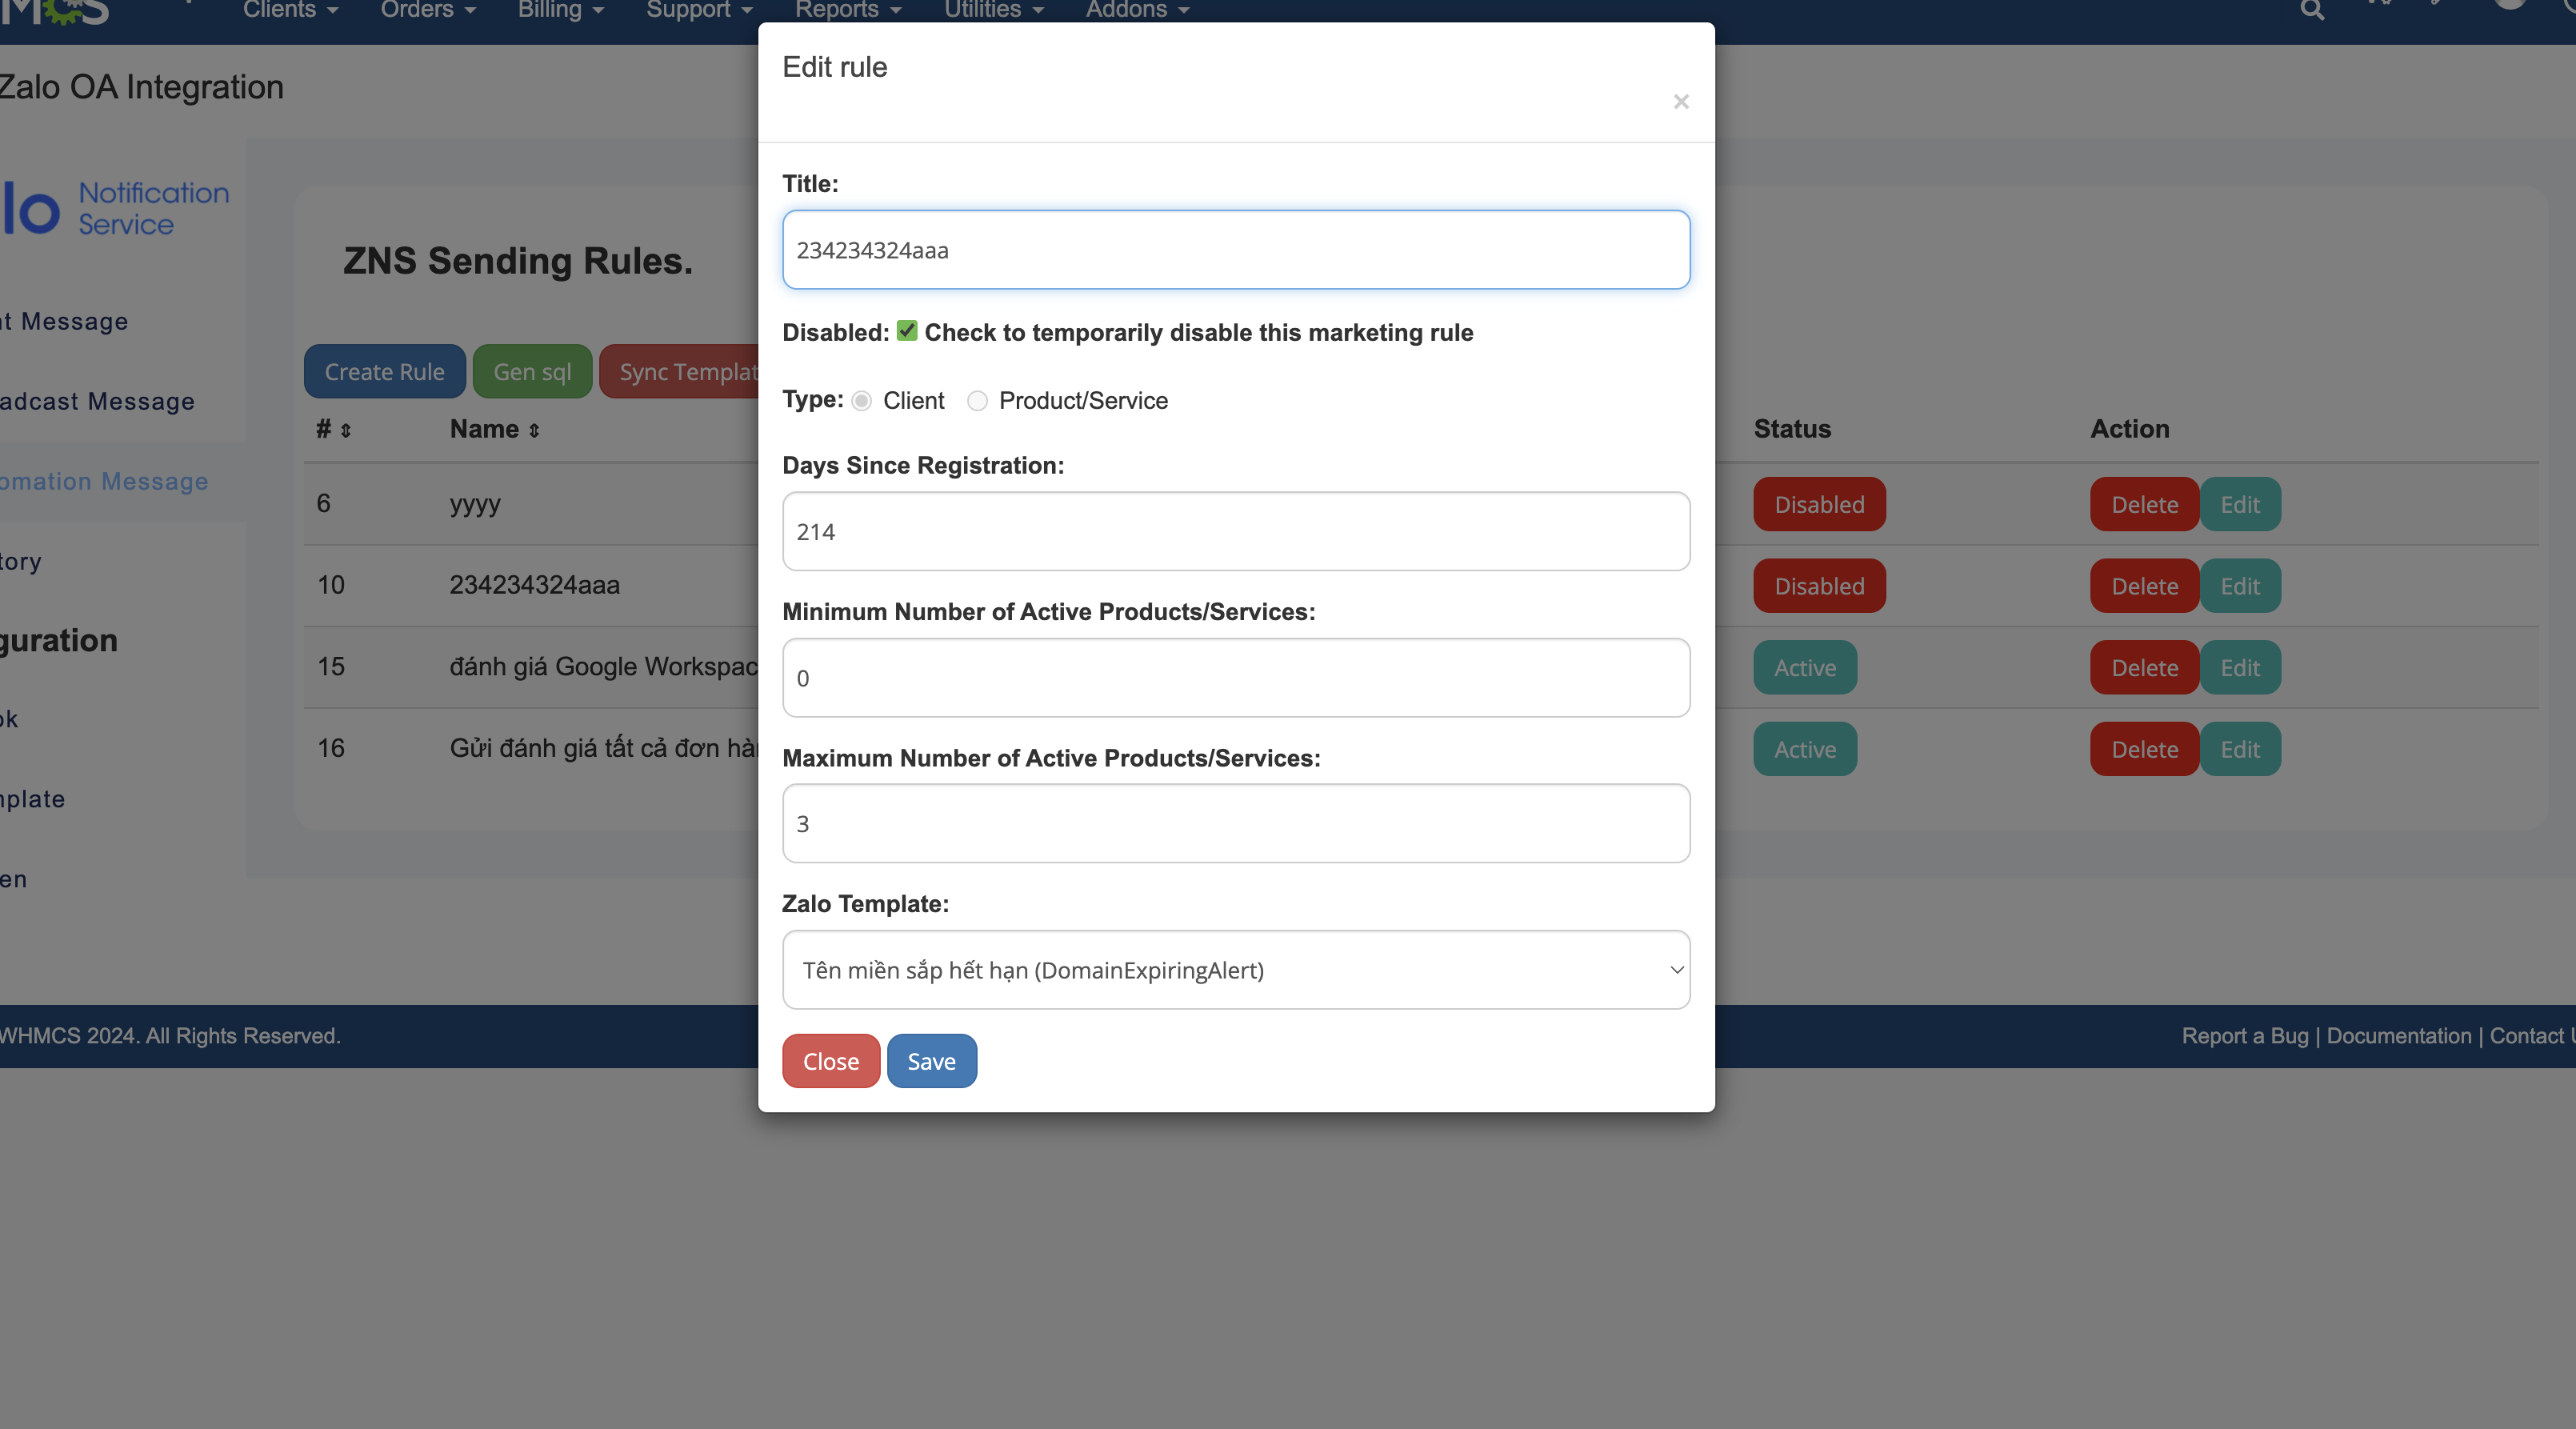 Clients Orders Billing Support Reports Utilities Addons
Zalo OA Integration
Edit rule
×
lo Notification
Service
ZNS Sending Rules.
Title:
234234324aaa
t Message
Disabled: Check to temporarily disable this marketing rule
Create Rule Gen sql Sync Templat
adcast Message
Type: Client Product/Service
# Name Status Action
Days Since Registration:
omation Message
6 yyyy Disabled Delete Edit
214
tory
10 234234324aaa Disabled Delete Edit
Minimum Number of Active Products/Services:
guration
15 đánh giá Google Workspac Active Delete Edit
0
ok
16 Gửi đánh giá tất cả đơn hà Active Delete Edit
Maximum Number of Active Products/Services:
nplate
3
en
Zalo Template:
Tên miền sắp hết hạn (DomainExpiringAlert)
WHMCS 2024. All Rights Reserved.
Report a Bug | Documentation | Contact U
Close Save